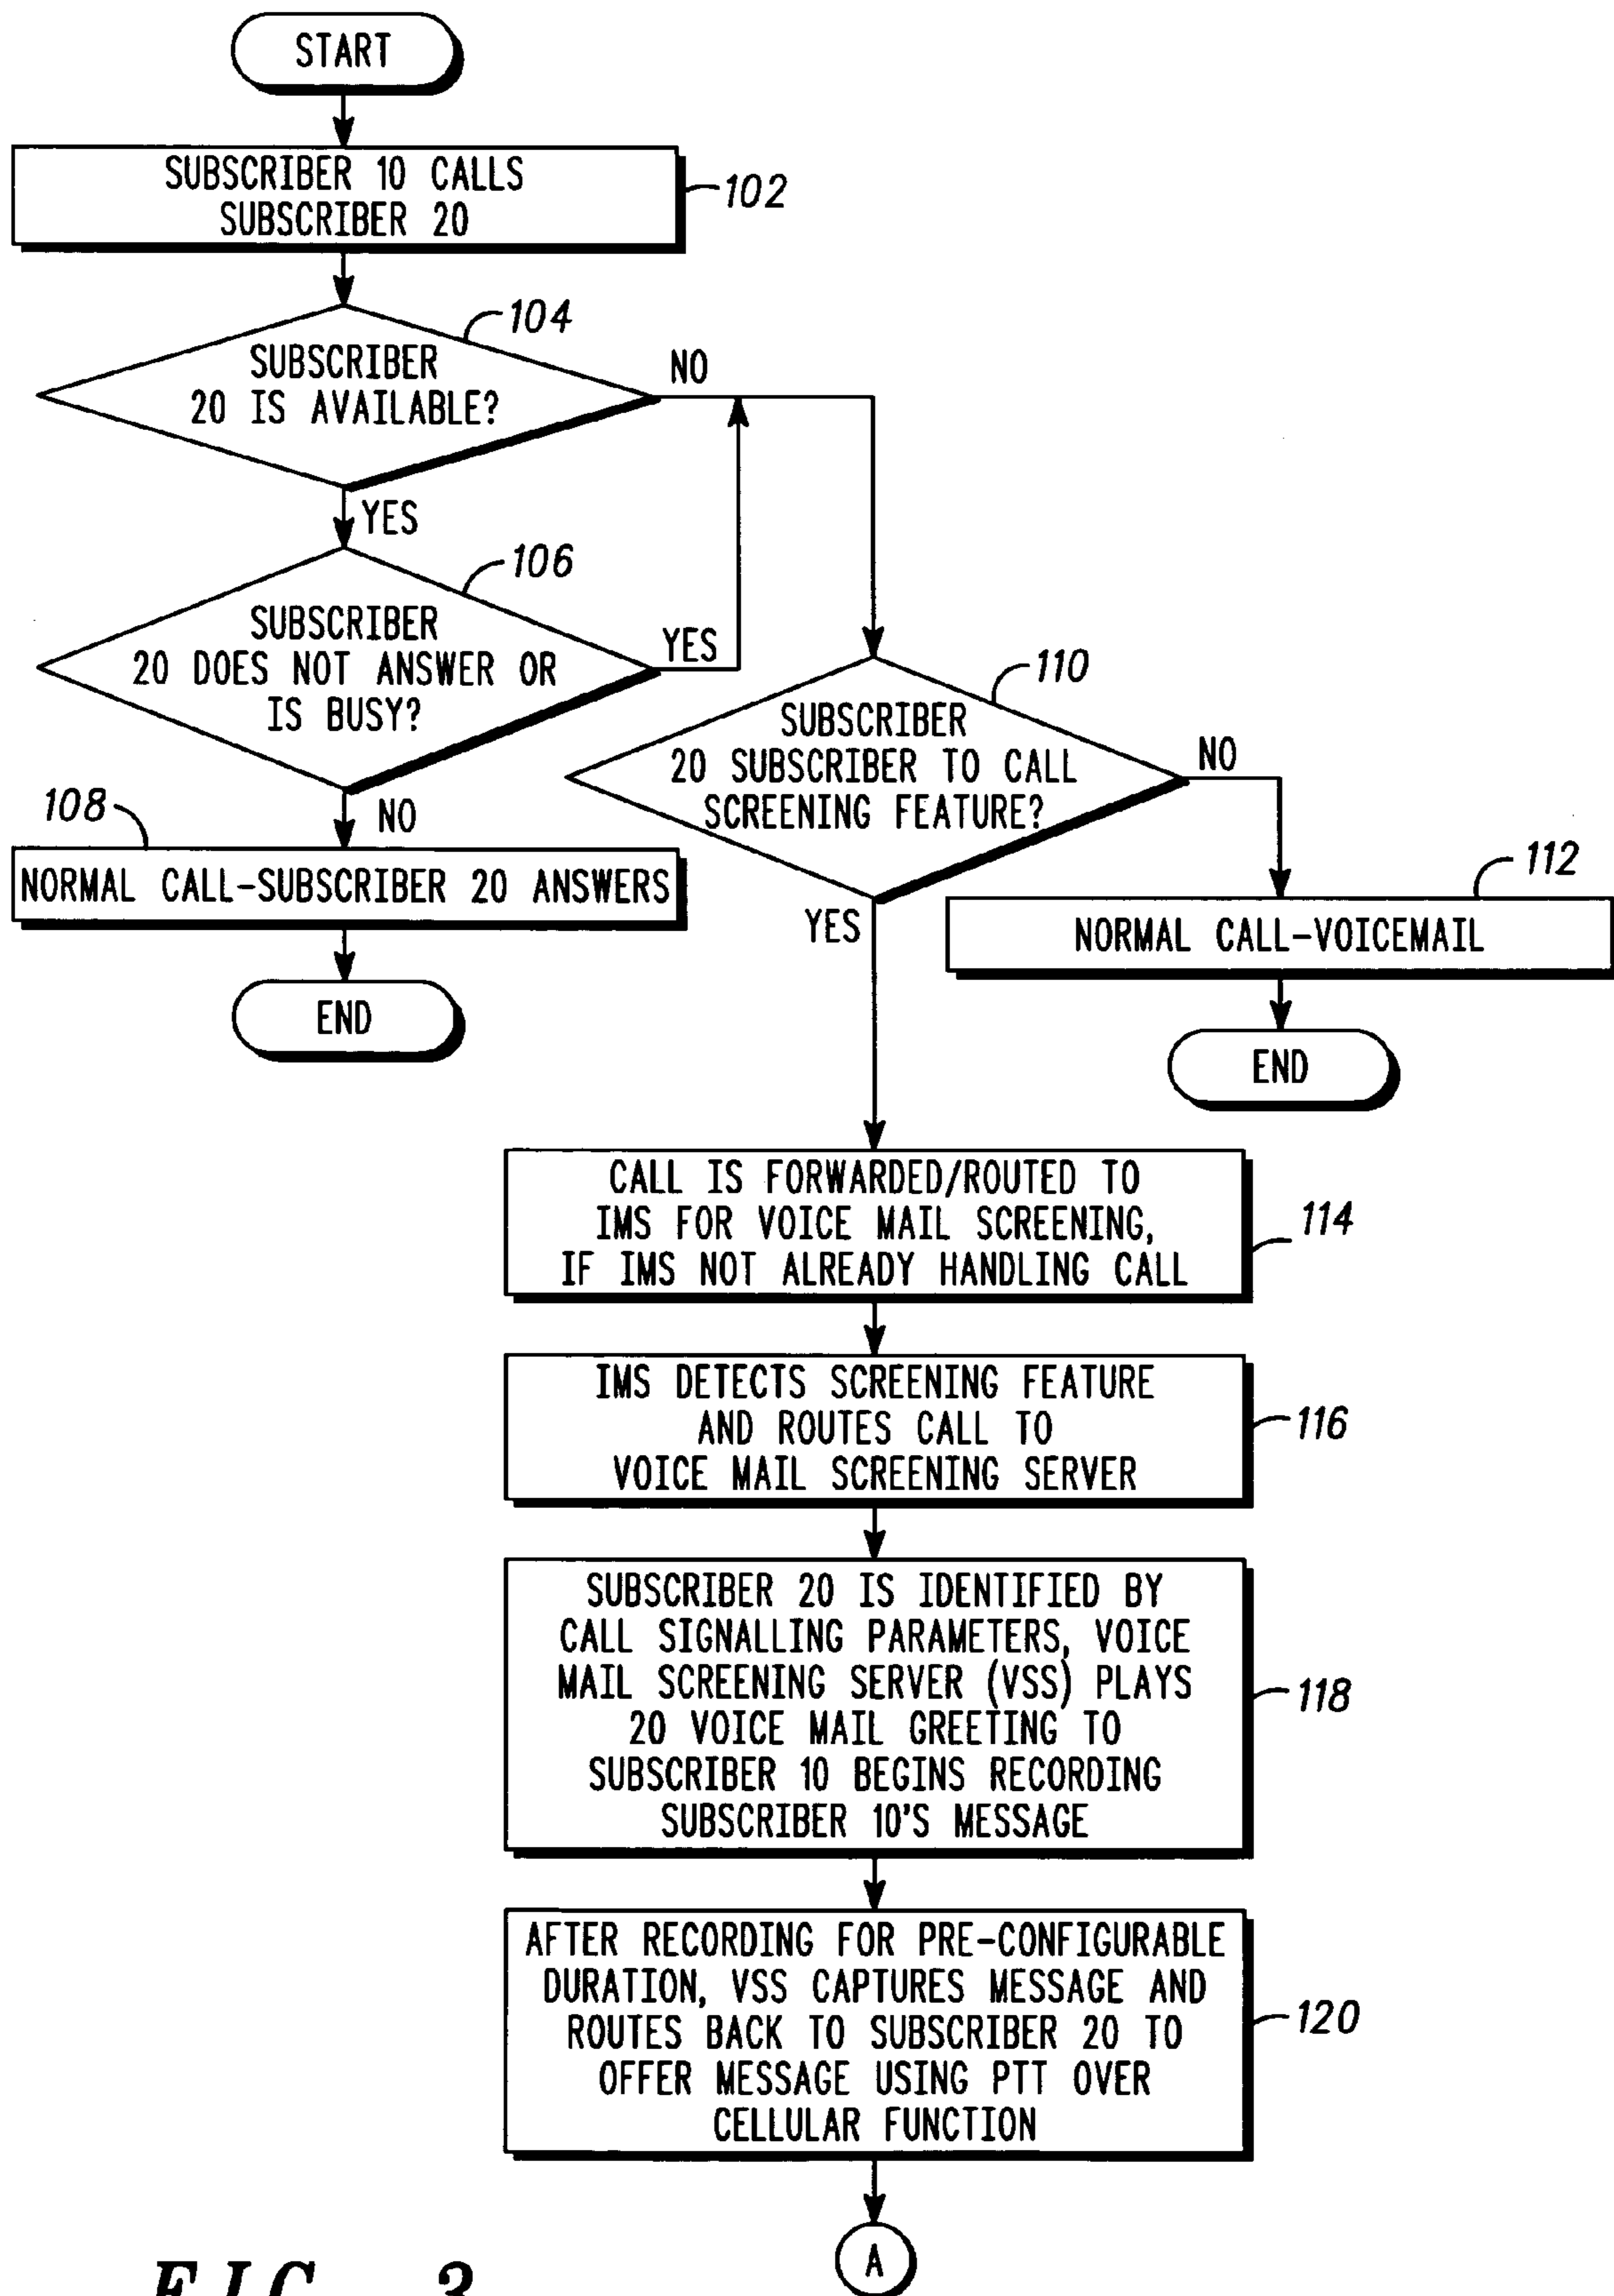 START
SUBSCRIBER 10 CALLS
SUBSCRIBER 20
102
104
SUBSCRIBER
20 IS AVAILABLE?
NO
YES
106
SUBSCRIBER
20 DOES NOT ANSWER OR
IS BUSY?
YES
NO
108
NORMAL CALL-SUBSCRIBER 20 ANSWERS
END
110
SUBSCRIBER
20 SUBSCRIBER TO CALL
SCREENING FEATURE?
NO
YES
112
NORMAL CALL-VOICEMAIL
END
CALL IS FORWARDED/ROUTED TO
IMS FOR VOICE MAIL SCREENING,
IF IMS NOT ALREADY HANDLING CALL
114
IMS DETECTS SCREENING FEATURE
AND ROUTES CALL TO
VOICE MAIL SCREENING SERVER
116
SUBSCRIBER 20 IS IDENTIFIED BY
CALL SIGNALLING PARAMETERS, VOICE
MAIL SCREENING SERVER (VSS) PLAYS
20 VOICE MAIL GREETING TO
SUBSCRIBER 10 BEGINS RECORDING
SUBSCRIBER 10'S MESSAGE
118
AFTER RECORDING FOR PRE-CONFIGURABLE
DURATION, VSS CAPTURES MESSAGE AND
ROUTES BACK TO SUBSCRIBER 20 TO
OFFER MESSAGE USING PTT OVER
CELLULAR FUNCTION
120
A
FIG. 3